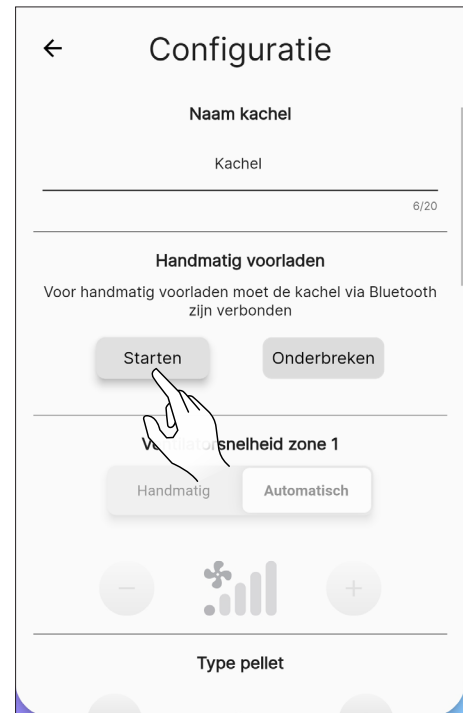 Configuratie
Naam kachel
Kachel
6/20
Handmatig voorladen
Voor handmatig voorladen moet de kachel via Bluetooth
zijn verbonden
Starten Onderbreken
Ventilatorsnelheid zone 1
Handmatig Automatisch
Type pellet